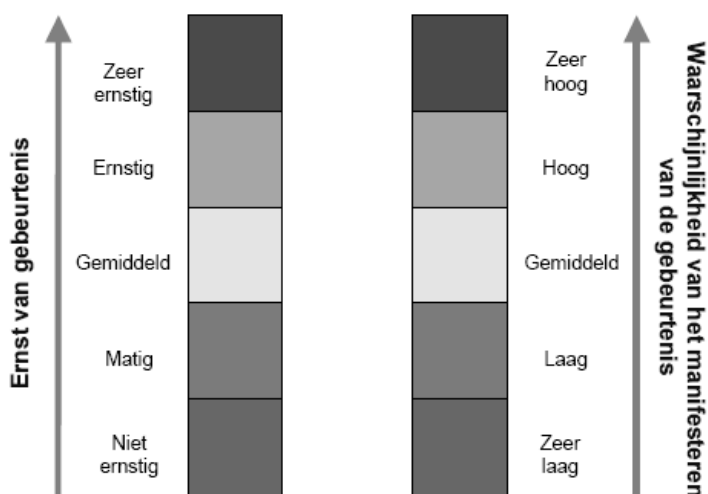 Ernst van gebeurtenis
Zeer
ernstig
Ernstig
Gemiddeld
Matig
Niet
ernstig
Zeer
hoog
Hoog
Gemiddeld
Laag
Zeer
laag
Waarschijnlijkheid van het manifesteren
van de gebeurtenis